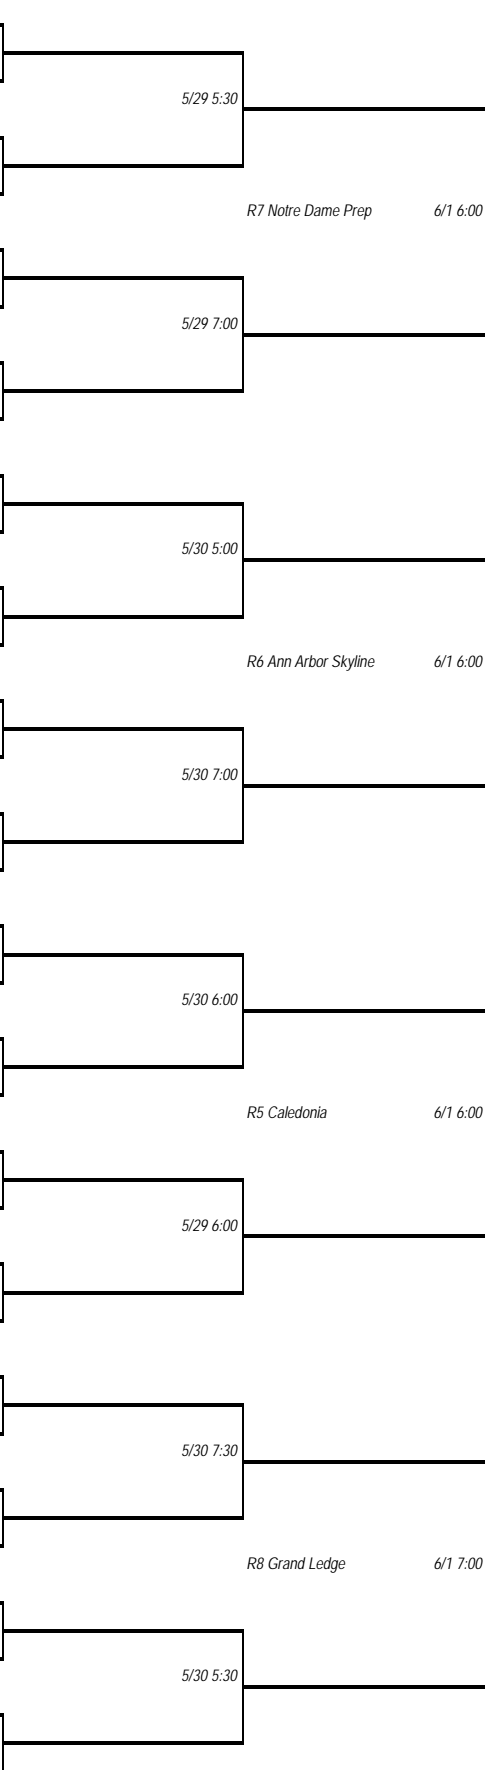 5/29 5:30
R7 Notre Dame Prep 6/1 6:00
5/29 7:00
5/30 5:00
R6 Ann Arbor Skyline 6/1 6:00
5/30 7:00
5/30 6:00
R5 Caledonia 6/1 6:00
5/29 6:00
5/30 7:30
R8 Grand Ledge 6/1 7:00
5/30 5:30